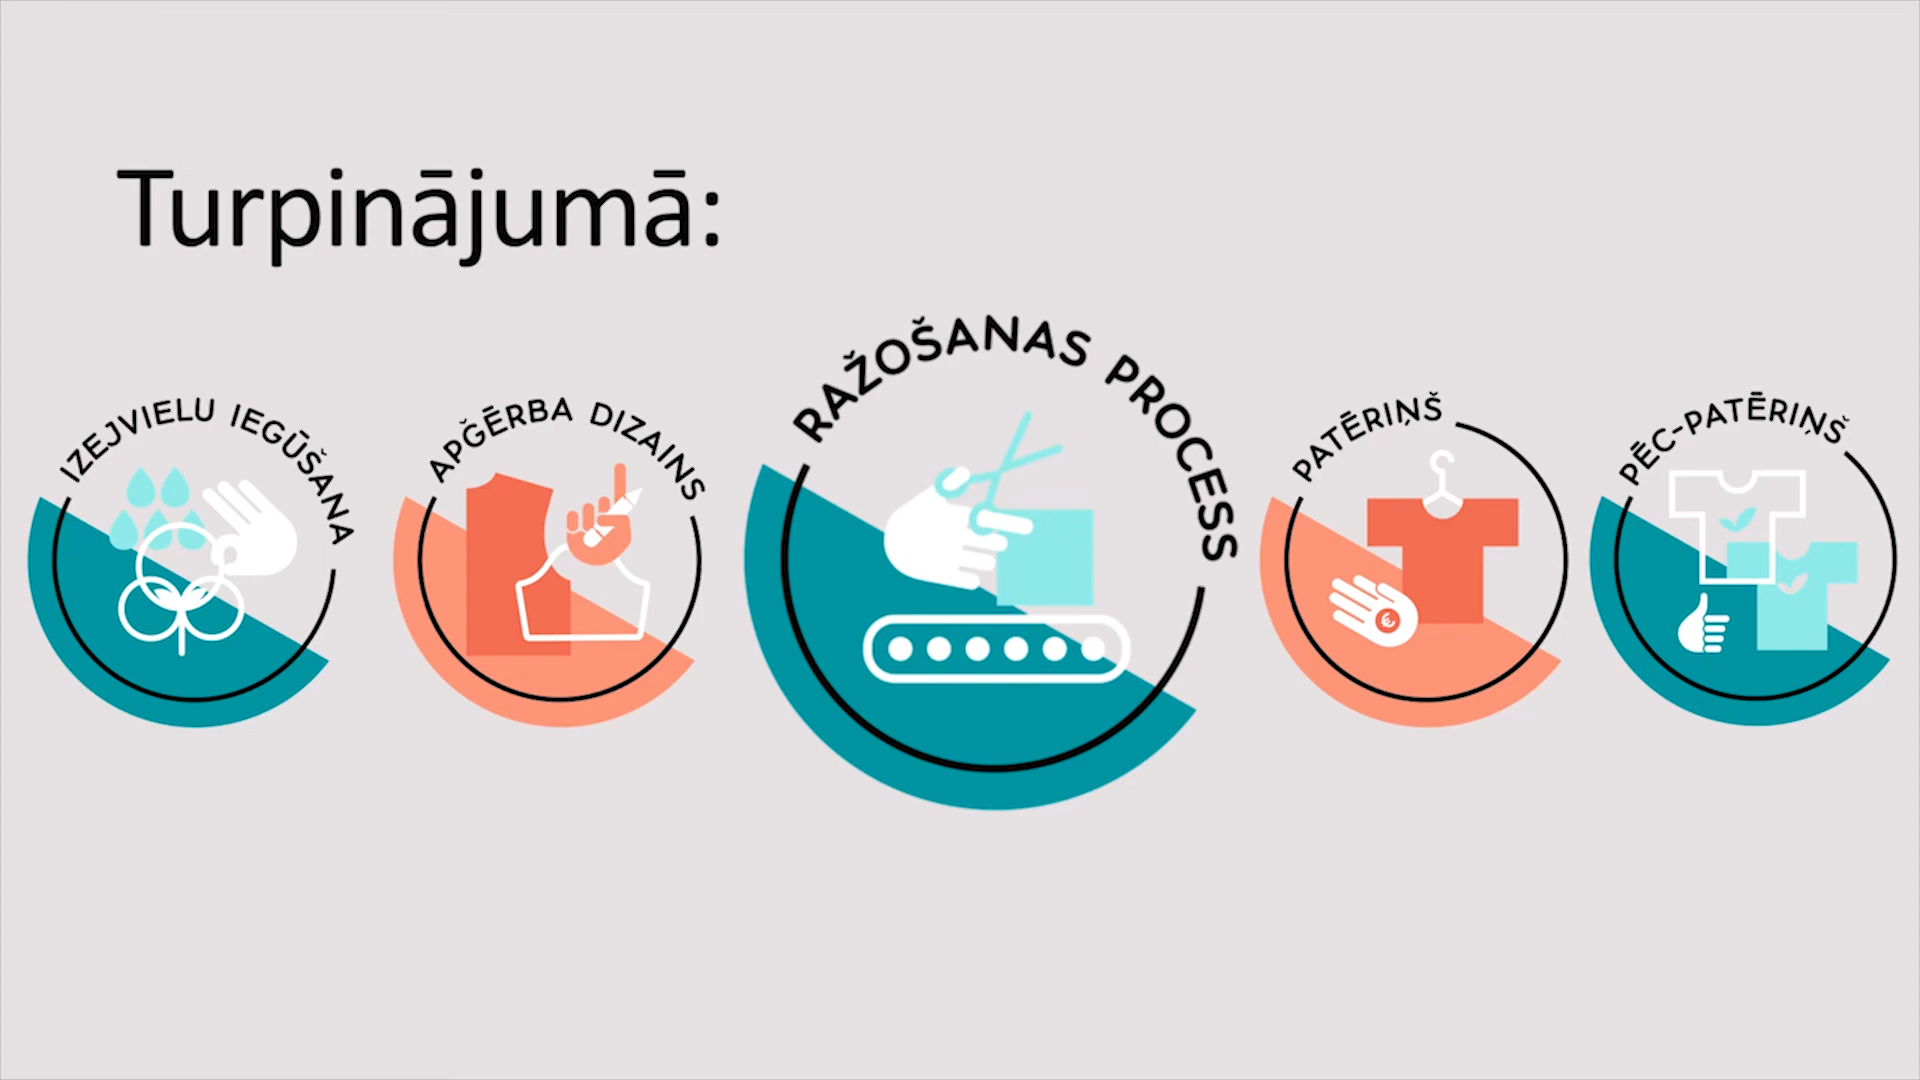 Turpinājumā:
IZEJVIELU IEGŪŠANA
APĢĒRBA DIZAINS
RAŽOŠANAS PROCESS
PATĒRIŅŠ
€
PĒC-PATĒRIŅŠ